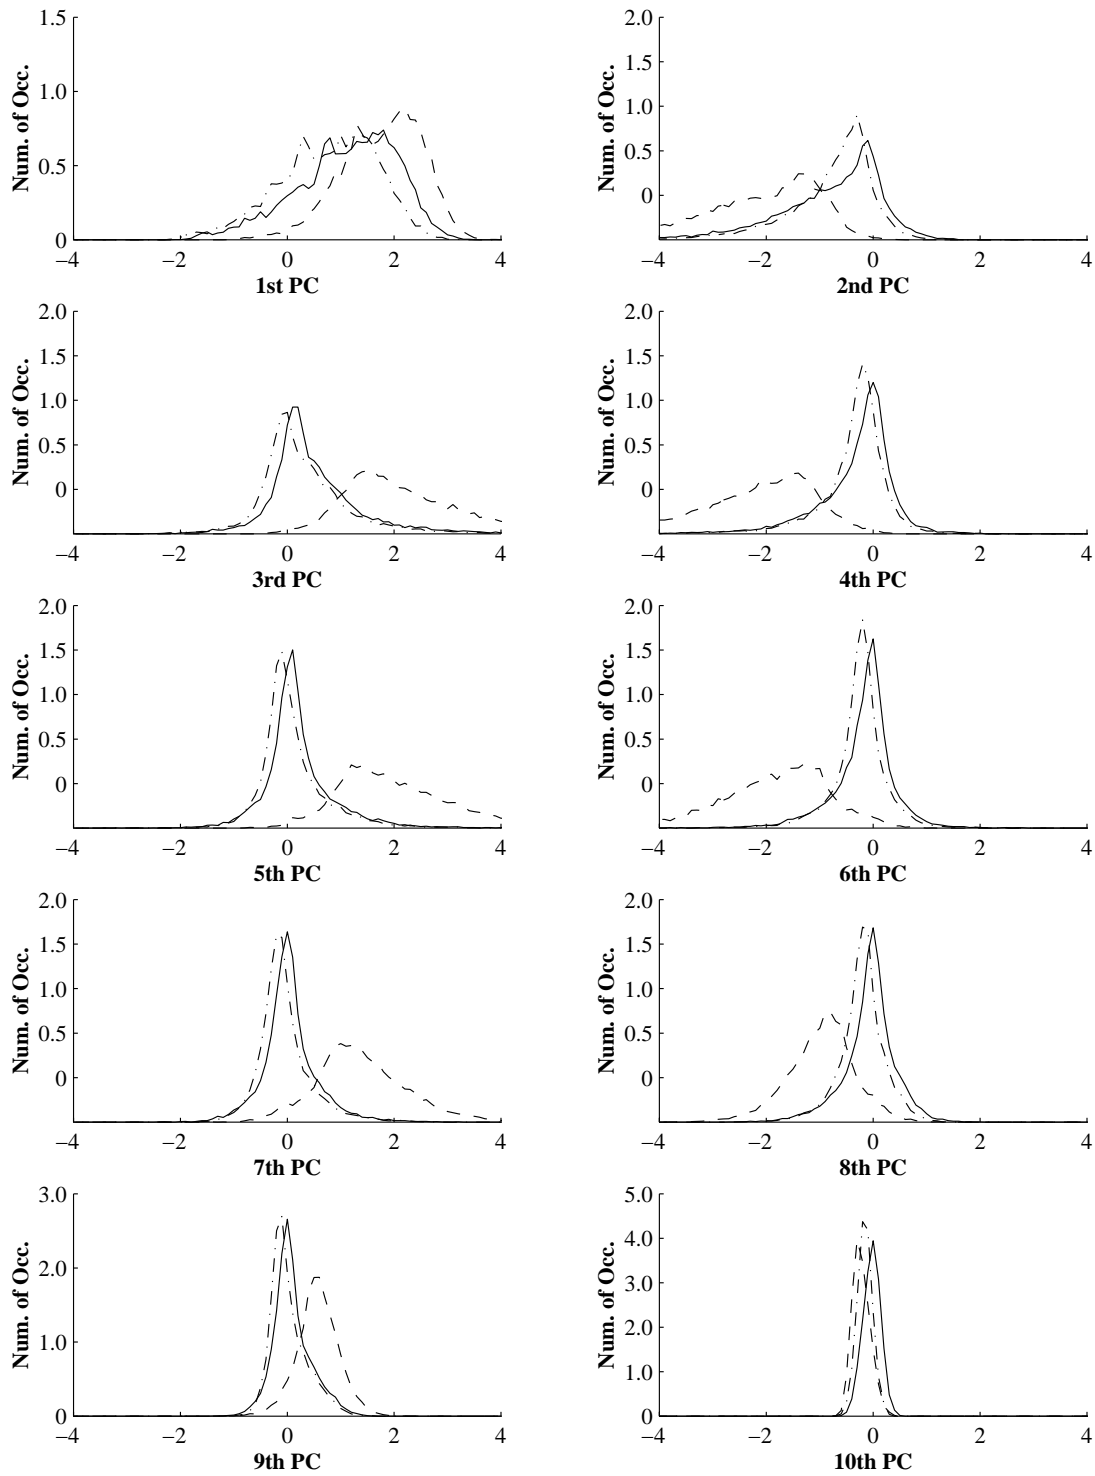 1.5
1.0
0.5
0
Num. of Occ.
−4 −2 0 2 4
1st PC
2.0
1.5
1.0
0.5
0
Num. of Occ.
−4 −2 0 2 4
2nd PC
2.0
1.5
1.0
0.5
0
Num. of Occ.
−4 −2 0 2 4
3rd PC
2.0
1.5
1.0
0.5
0
Num. of Occ.
−4 −2 0 2 4
4th PC
2.0
1.5
1.0
0.5
0
Num. of Occ.
−4 −2 0 2 4
5th PC
2.0
1.5
1.0
0.5
0
Num. of Occ.
−4 −2 0 2 4
6th PC
2.0
1.5
1.0
0.5
0
Num. of Occ.
−4 −2 0 2 4
7th PC
2.0
1.5
1.0
0.5
0
Num. of Occ.
−4 −2 0 2 4
8th PC
3.0
2.0
1.0
0
Num. of Occ.
−4 −2 0 2 4
9th PC
5.0
4.0
3.0
2.0
1.0
0
Num. of Occ.
−4 −2 0 2 4
10th PC